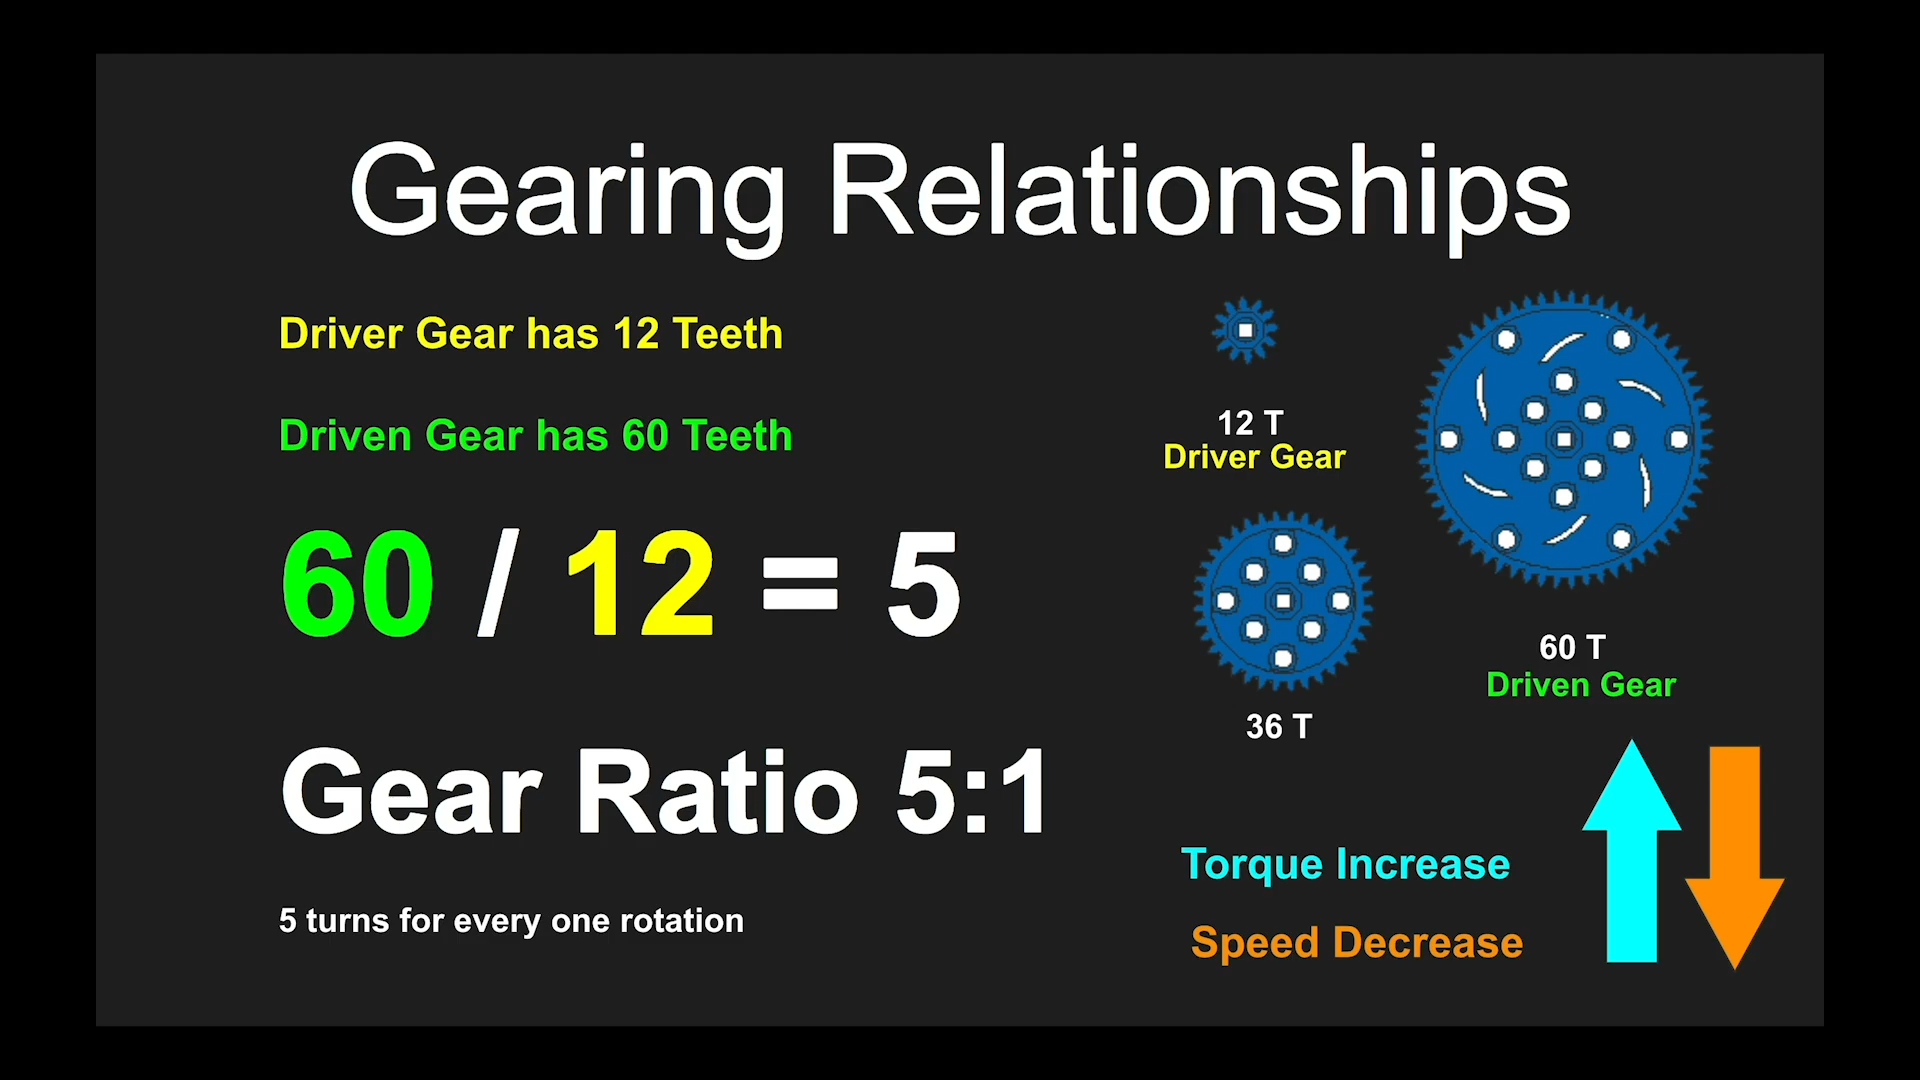 Gearing Relationships
Driver Gear has 12 Teeth
Driven Gear has 60 Teeth
60 / 12 = 5
Gear Ratio 5:1
5 turns for every one rotation
12 T
Driver Gear
36 T
60 T
Driven Gear
Torque Increase
Speed Decrease